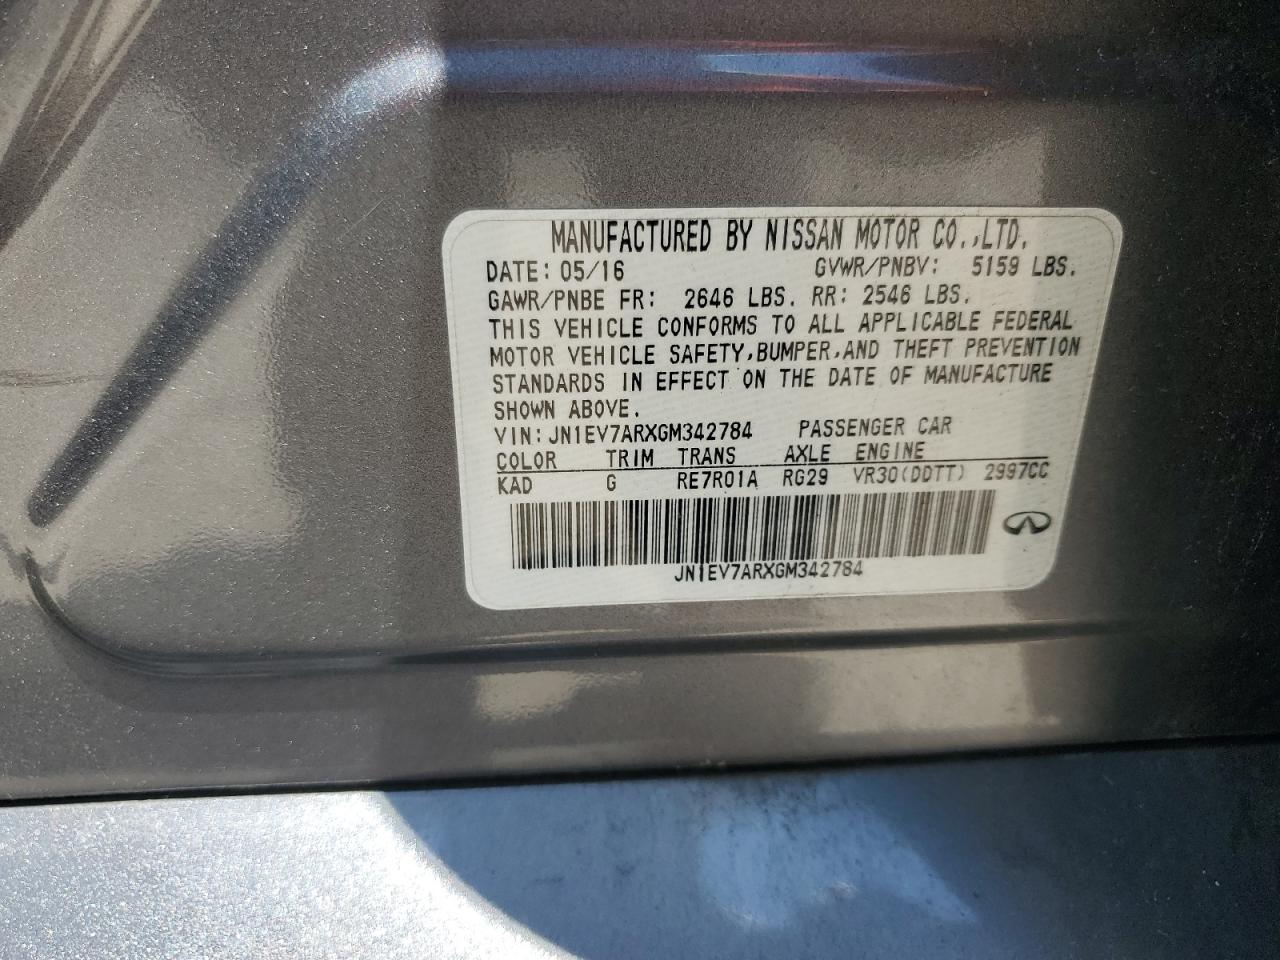 MANUFACTURED BY NISSAN MOTOR CO.,LTD.
DATE: 05/16 GVWR/PNBV: 5159 LBS.
GAWR/PNBE FR: 2646 LBS. RR: 2546 LBS.
THIS VEHICLE CONFORMS TO ALL APPLICABLE FEDERAL
MOTOR VEHICLE SAFETY,BUMPER,AND THEFT PREVENTION
STANDARDS IN EFFECT ON THE DATE OF MANUFACTURE
SHOWN ABOVE.
VIN: JN1EV7ARXGM342784 PASSENGER CAR
COLOR TRIM TRANS AXLE ENGINE
KAD G RE7R01A RG29 VR30(DDTT) 2997CC
JN1EV7ARXGM342784